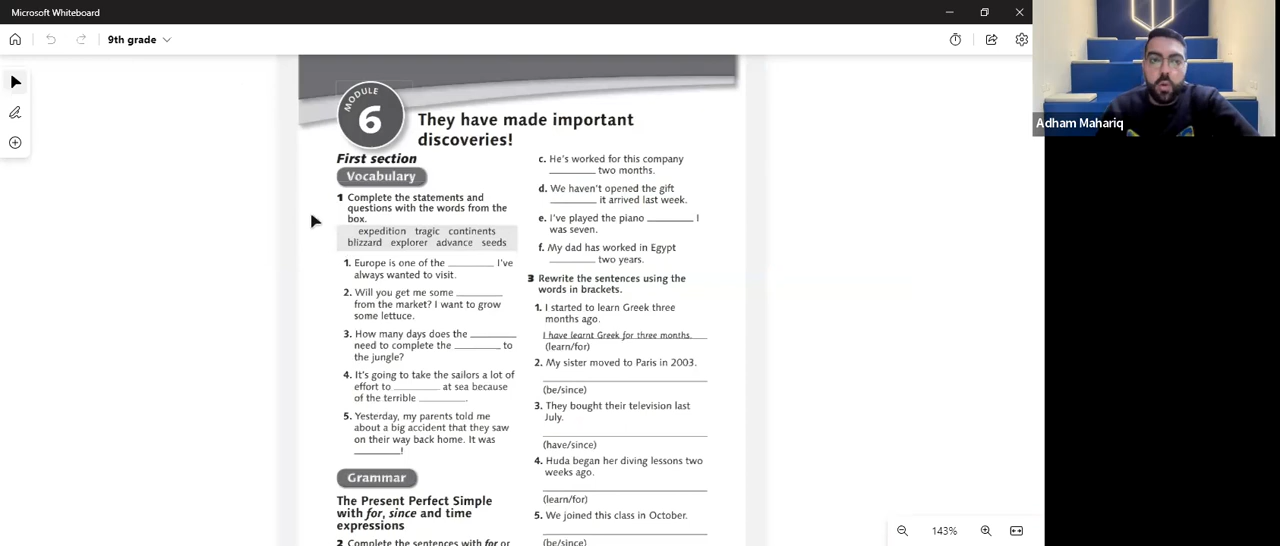 Microsoft Whiteboard
9th grade
Adham Mahariq
MODULE
6
They have made important
discoveries!
First section
Vocabulary
1 Complete the statements and
questions with the words from the
box.
expedition tragic continents
blizzard explorer advance seeds
1. Europe is one of the ________ I've
always wanted to visit.
2. Will you get me some ________
from the market? I want to grow
some lettuce.
3. How many days does the ________
need to complete the ________ to
the jungle?
4. It's going to take the sailors a lot of
effort to ________ at sea because
of the terrible ________.
5. Yesterday, my parents told me
about a big accident that they saw
on their way back home. It was
________!
Grammar
The Present Perfect Simple
with for, since and time
expressions
2 Complete the sentences with for or
c. He's worked for this company
________ two months.
d. We haven't opened the gift
________ it arrived last week.
e. I've played the piano ________ I
was seven.
f. My dad has worked in Egypt
________ two years.
3 Rewrite the sentences using the
words in brackets.
1. I started to learn Greek three
months ago.
I have learnt Greek for three months.
(learn/for)
2. My sister moved to Paris in 2003.
(be/since)
3. They bought their television last
July.
(have/since)
4. Huda began her diving lessons two
weeks ago.
(learn/for)
5. We joined this class in October.
(be/since)
143%